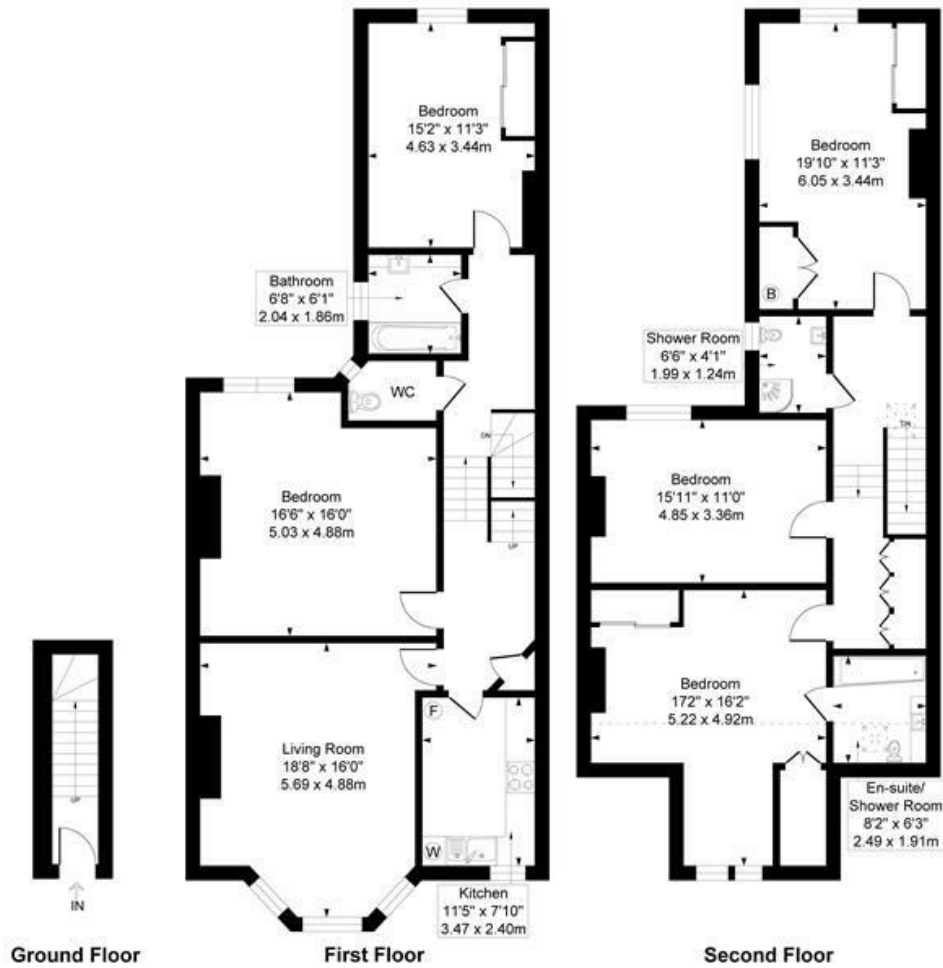 Bedroom
15'2" x 11'3"
4.63 x 3.44m
Bathroom
6'8" x 6'1"
2.04 x 1.86m
WC
DN
UP
Bedroom
16'6" x 16'0"
5.03 x 4.88m
Living Room
18'8" x 16'0"
5.69 x 4.88m
F
W
Kitchen
11'5" x 7'10"
3.47 x 2.40m
UP
IN
Bedroom
19'10" x 11'3"
6.05 x 3.44m
B
Shower Room
6'6" x 4'1"
1.99 x 1.24m
DN
Bedroom
15'11" x 11'0"
4.85 x 3.36m
Bedroom
172" x 16'2"
5.22 x 4.92m
En-suite/
Shower Room
8'2" x 6'3"
2.49 x 1.91m
Ground Floor
First Floor
Second Floor